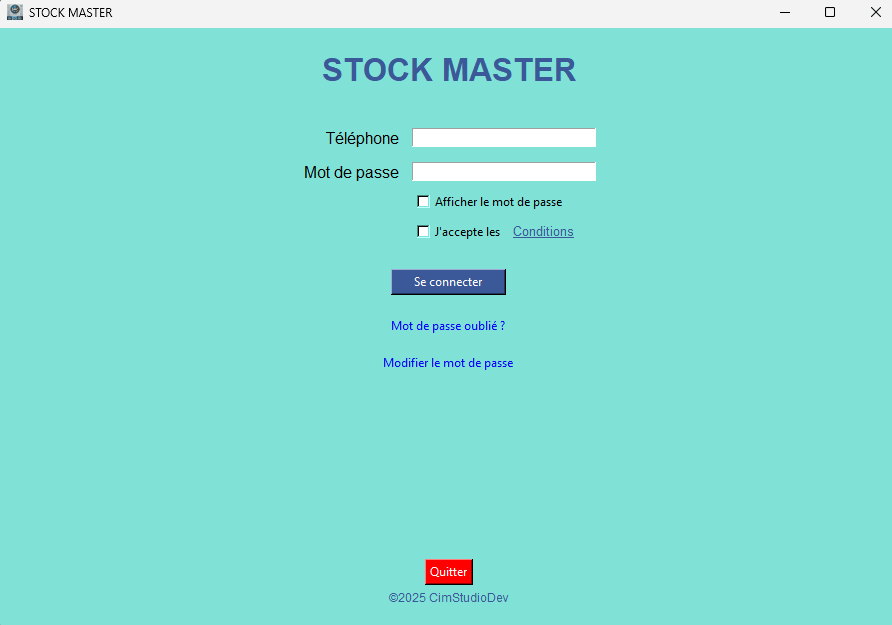 STOCK MASTER
STOCK MASTER
Téléphone
Mot de passe
Afficher le mot de passe
J'accepte les Conditions
Se connecter
Mot de passe oublié ?
Modifier le mot de passe
Quitter
©2025 CimStudioDev